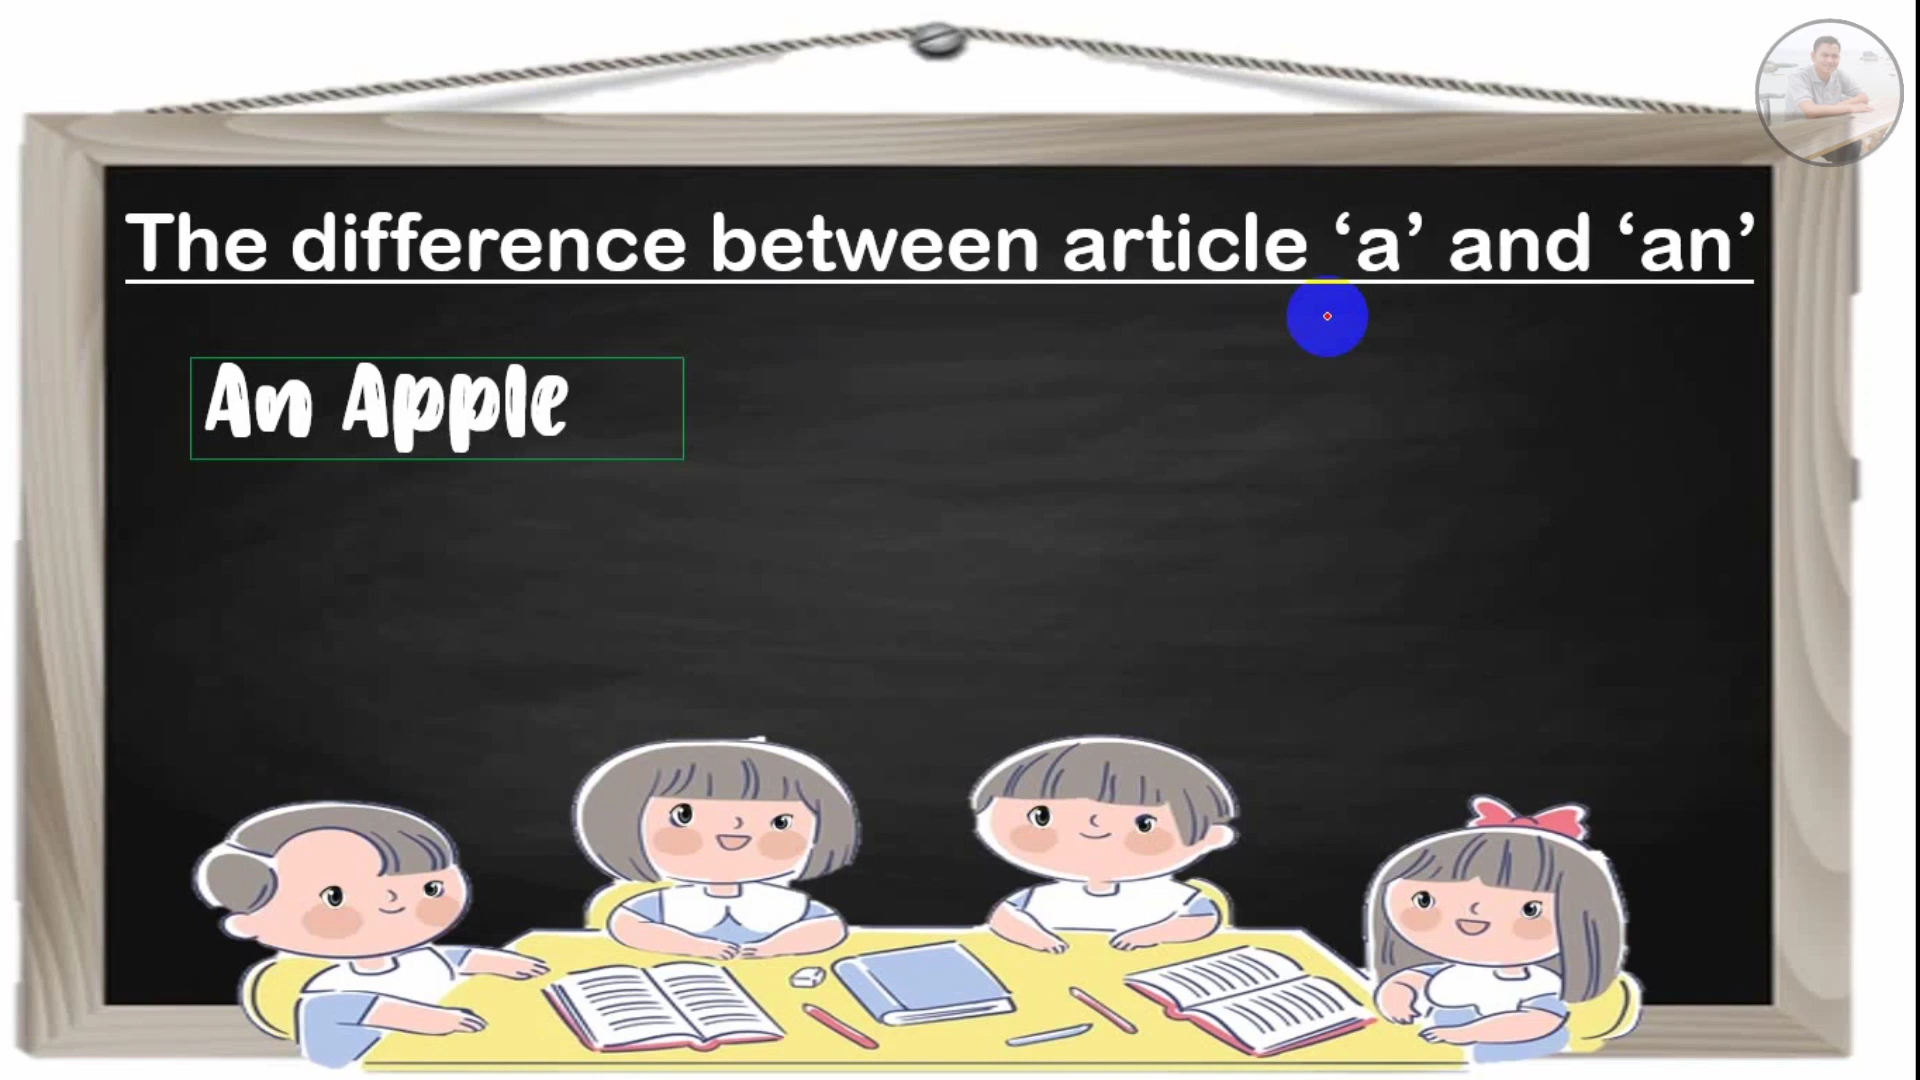 The difference between article ‘a’ and ‘an’
An Apple